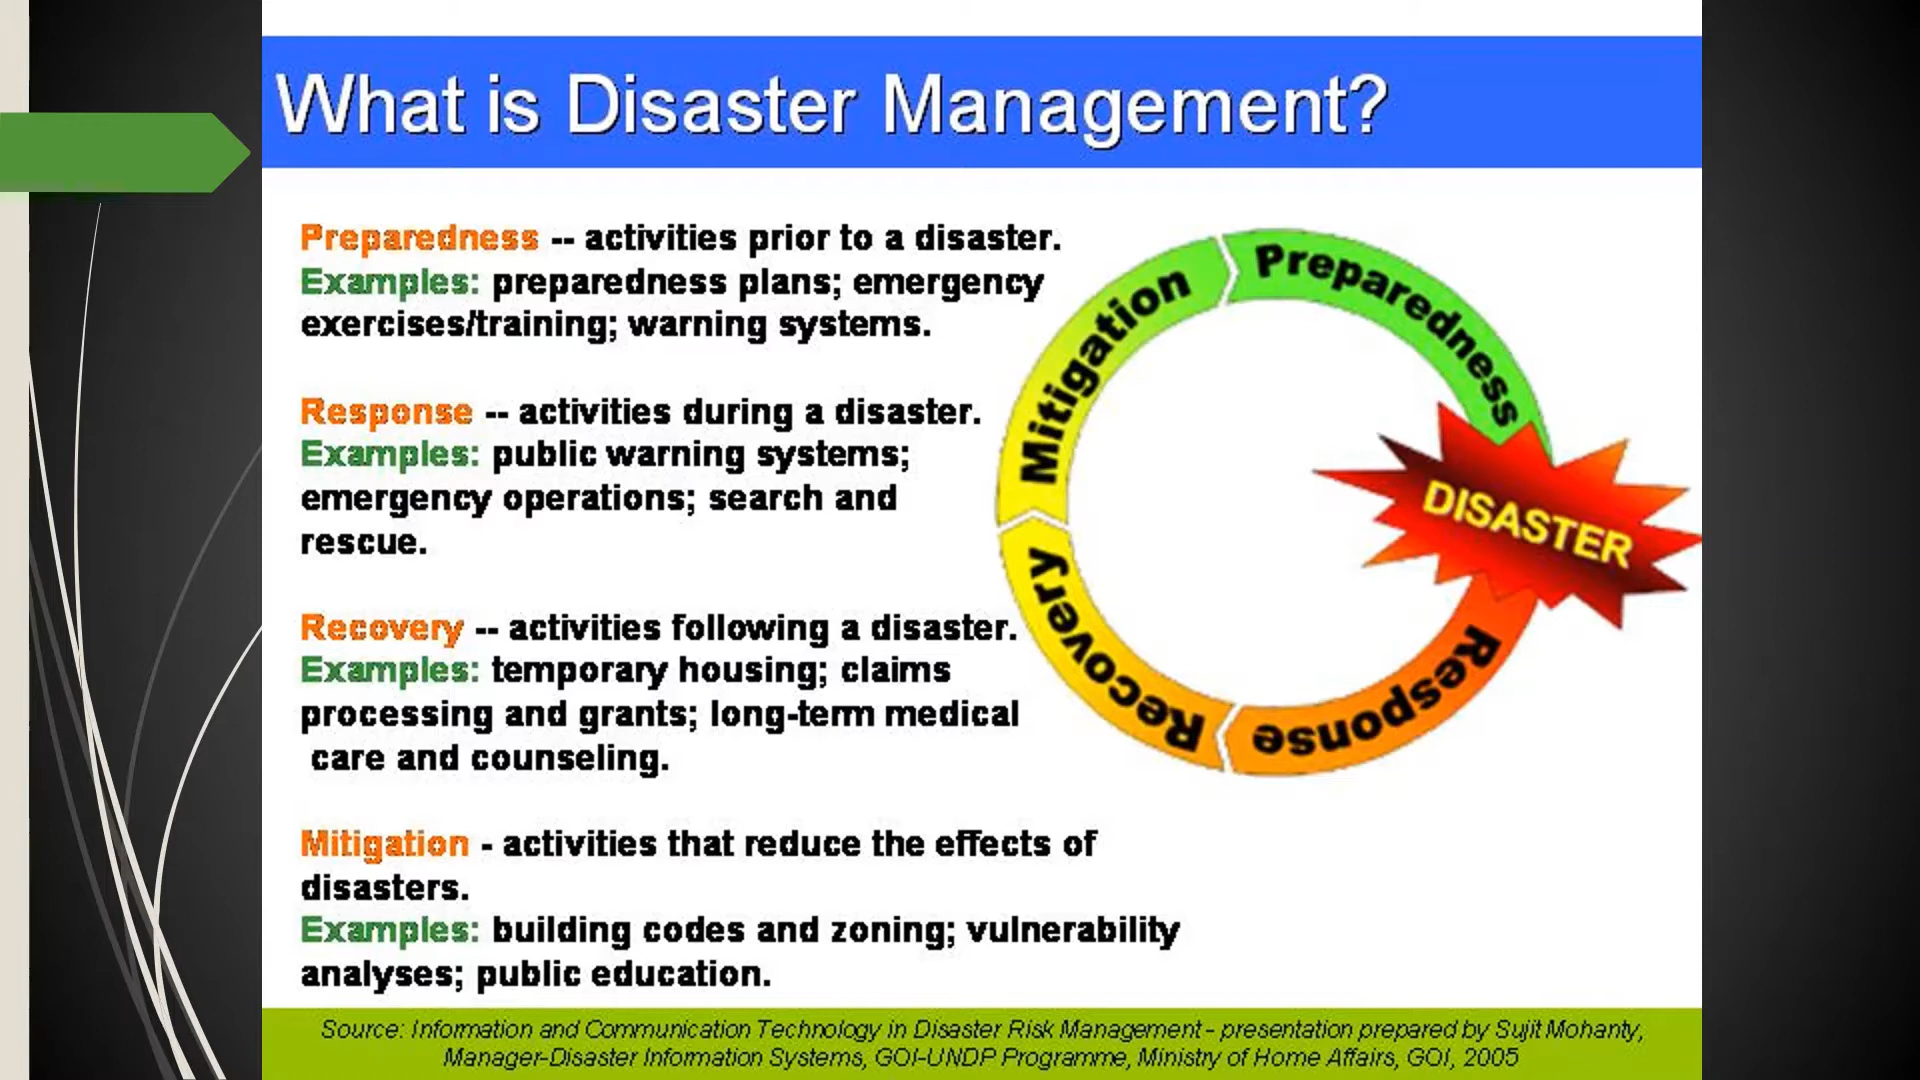 What is Disaster Management?
Preparedness -- activities prior to a disaster.
Examples: preparedness plans; emergency
exercises/training; warning systems.
Response -- activities during a disaster.
Examples: public warning systems;
emergency operations; search and
rescue.
Recovery -- activities following a disaster.
Examples: temporary housing; claims
processing and grants; long-term medical
care and counseling.
Mitigation - activities that reduce the effects of
disasters.
Examples: building codes and zoning; vulnerability
analyses; public education.
Preparedness
DISASTER
Response
Recovery
Mitigation
Source: Information and Communication Technology in Disaster Risk Management - presentation prepared by Sujit Mohanty,
Manager-Disaster Information Systems, GOI-UNDP Programme, Ministry of Home Affairs, GOI, 2005